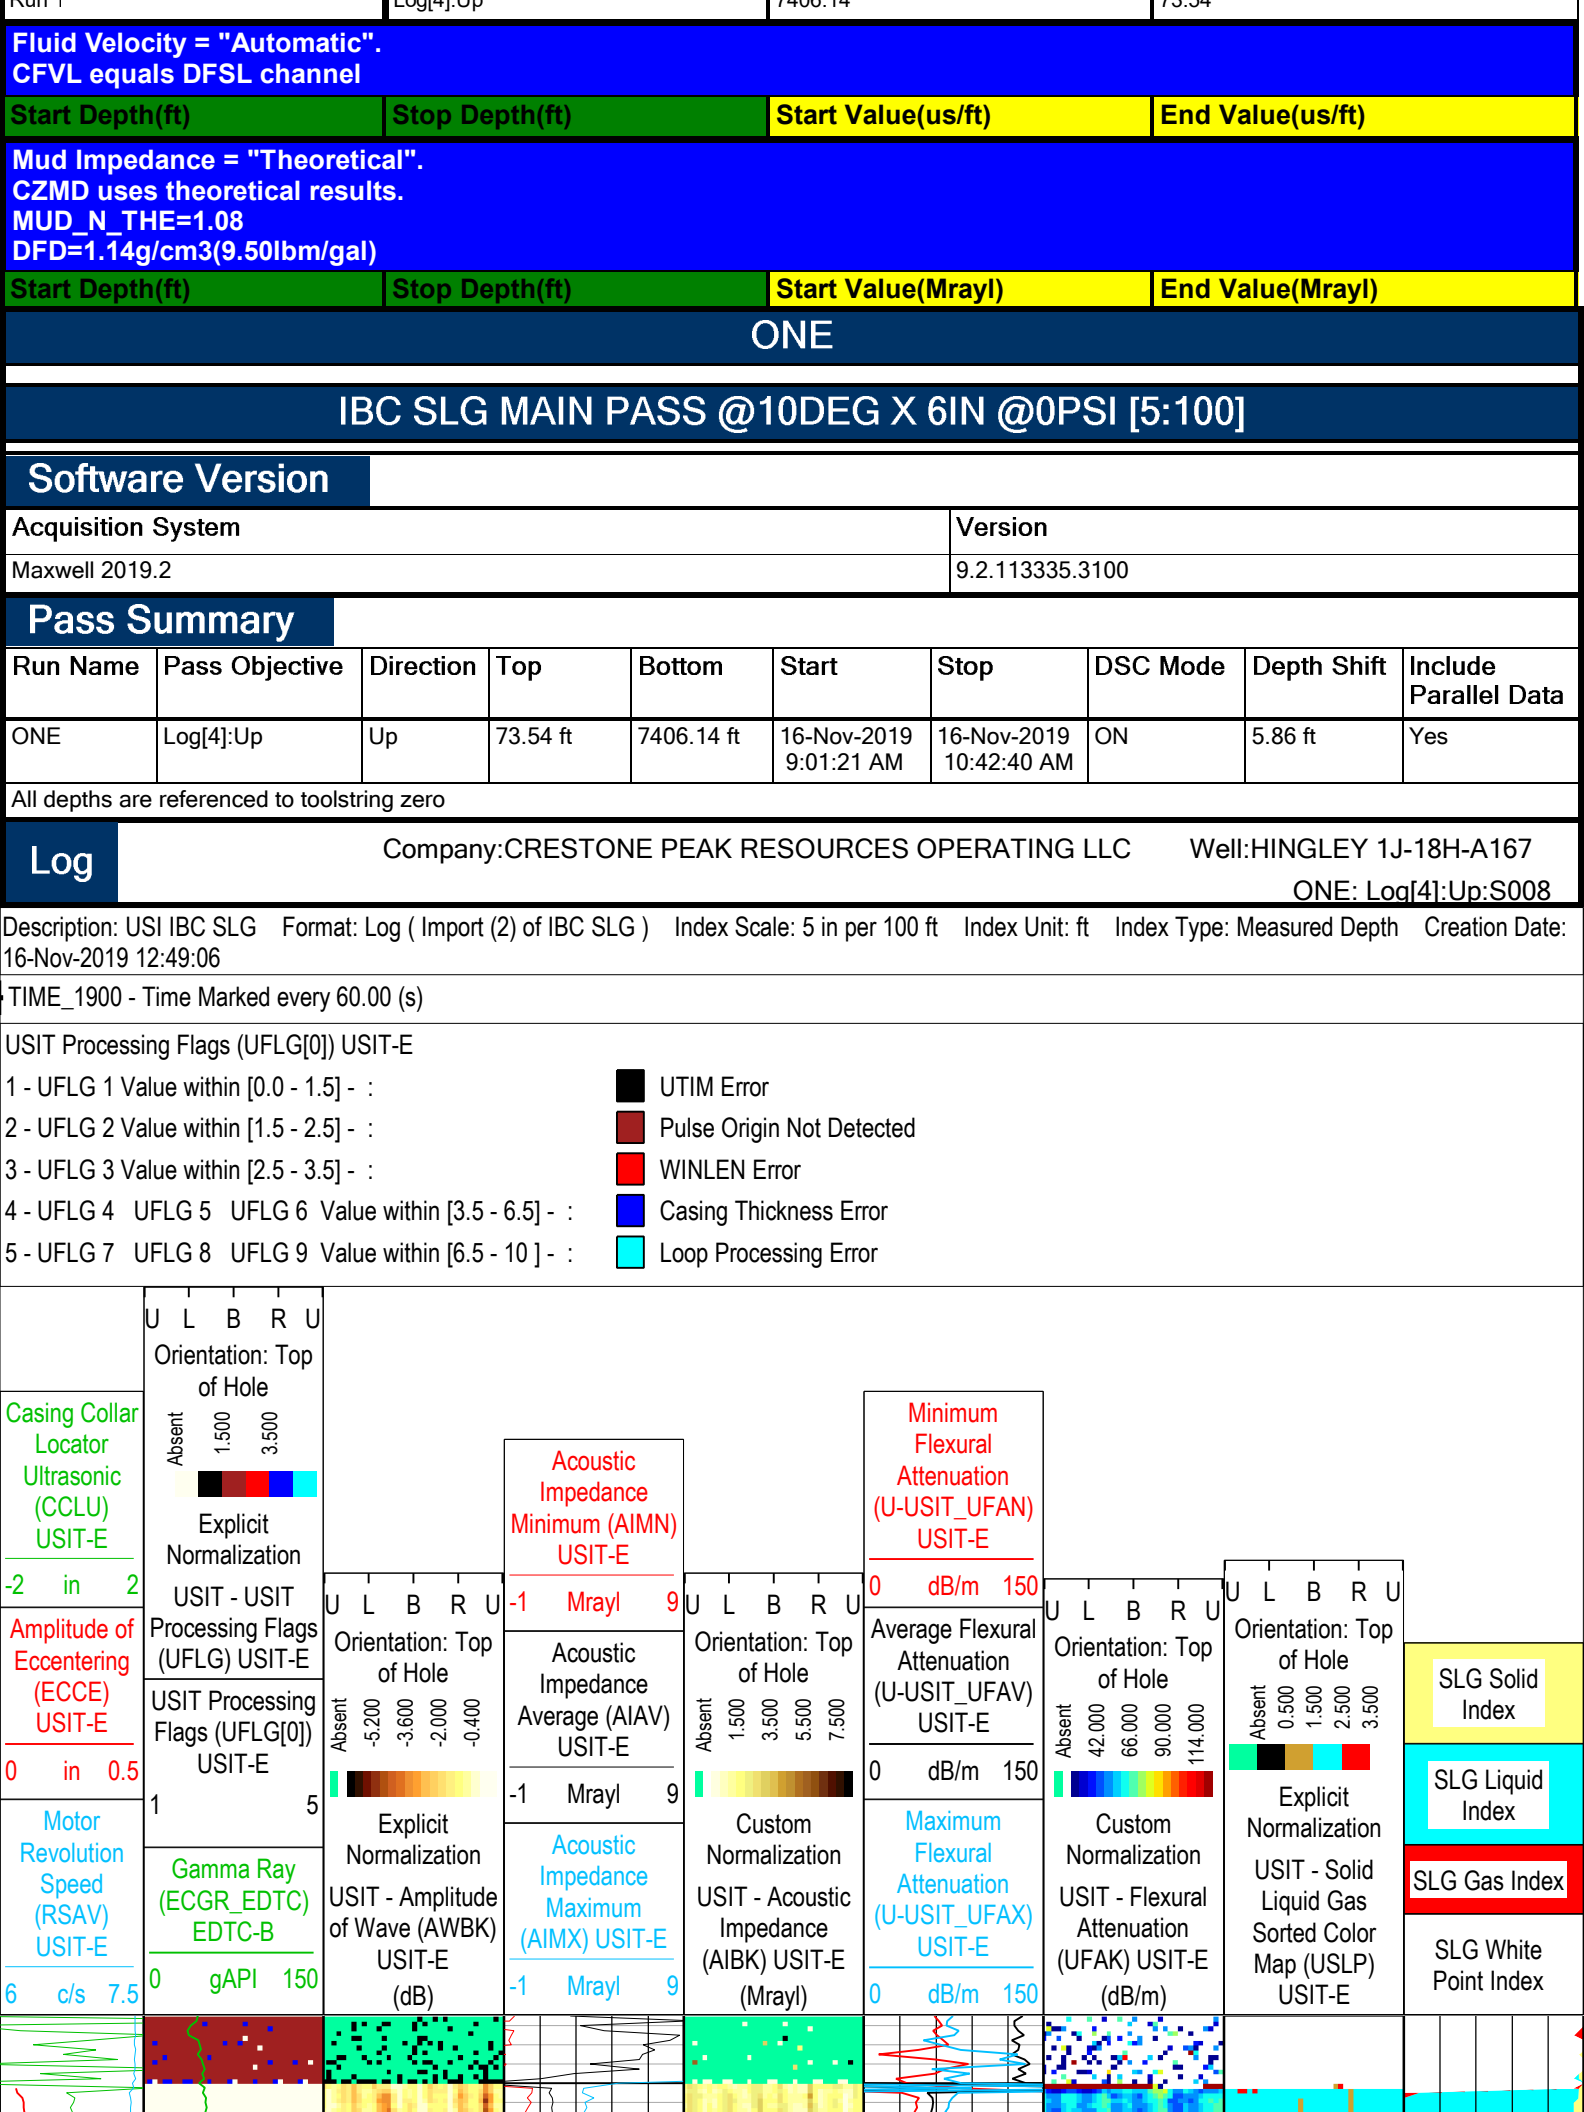 Run 1 Log[4]:Up 7406.14 73.54
Fluid Velocity = "Automatic".
CFVL equals DFSL channel
Start Depth(ft) Stop Depth(ft) Start Value(us/ft) End Value(us/ft)
Mud Impedance = "Theoretical".
CZMD uses theoretical results.
MUD_N_THE=1.08
DFD=1.14g/cm3(9.50lbm/gal)
Start Depth(ft) Stop Depth(ft) Start Value(Mrayl) End Value(Mrayl)
ONE
IBC SLG MAIN PASS @10DEG X 6IN @0PSI [5:100]
Software Version
Acquisition System Version
Maxwell 2019.2 9.2.113335.3100
Pass Summary
Run Name Pass Objective Direction Top Bottom Start Stop DSC Mode Depth Shift Include
Parallel Data
ONE Log[4]:Up Up 73.54 ft 7406.14 ft 16-Nov-2019 16-Nov-2019 ON 5.86 ft Yes
9:01:21 AM 10:42:40 AM
All depths are referenced to toolstring zero
Log
Company:CRESTONE PEAK RESOURCES OPERATING LLC Well:HINGLEY 1J-18H-A167
ONE: Log[4]:Up:S008
Description: USI IBC SLG Format: Log ( Import (2) of IBC SLG ) Index Scale: 5 in per 100 ft Index Unit: ft Index Type: Measured Depth Creation Date:
16-Nov-2019 12:49:06
TIME_1900 - Time Marked every 60.00 (s)
USIT Processing Flags (UFLG[0]) USIT-E
1 - UFLG 1 Value within [0.0 - 1.5] - : UTIM Error
2 - UFLG 2 Value within [1.5 - 2.5] - : Pulse Origin Not Detected
3 - UFLG 3 Value within [2.5 - 3.5] - : WINLEN Error
4 - UFLG 4 UFLG 5 UFLG 6 Value within [3.5 - 6.5] - : Casing Thickness Error
5 - UFLG 7 UFLG 8 UFLG 9 Value within [6.5 - 10 ] - : Loop Processing Error
Casing Collar
Locator
Ultrasonic
(CCLU)
USIT-E
-2 in 2
Amplitude of
Eccentering
(ECCE)
USIT-E
0 in 0.5
Motor
Revolution
Speed
(RSAV)
USIT-E
6 c/s 7.5
U L B R U
Orientation: Top
of Hole
Absent 1.500 3.500
Explicit
Normalization
USIT - USIT
Processing Flags
(UFLG) USIT-E
USIT Processing
Flags (UFLG[0])
USIT-E
1 5
Gamma Ray
(ECGR_EDTC)
EDTC-B
0 gAPI 150
U L B R U
Orientation: Top
of Hole
Absent -5.200 -3.600 -2.000 -0.400
Explicit
Normalization
USIT - Amplitude
of Wave (AWBK)
USIT-E
(dB)
Acoustic
Impedance
Minimum (AIMN)
USIT-E
-1 Mrayl 9
Acoustic
Impedance
Average (AIAV)
USIT-E
-1 Mrayl 9
Acoustic
Impedance
Maximum
(AIMX) USIT-E
-1 Mrayl 9
U L B R U
Orientation: Top
of Hole
Absent 1.500 3.500 5.500 7.500
Custom
Normalization
USIT - Acoustic
Impedance
(AIBK) USIT-E
(Mrayl)
Minimum
Flexural
Attenuation
(U-USIT_UFAN)
USIT-E
0 dB/m 150
Average Flexural
Attenuation
(U-USIT_UFAV)
USIT-E
0 dB/m 150
Maximum
Flexural
Attenuation
(U-USIT_UFAX)
USIT-E
0 dB/m 150
U L B R U
Orientation: Top
of Hole
Absent 42.000 66.000 90.000 114.000
Custom
Normalization
USIT - Flexural
Attenuation
(UFAK) USIT-E
(dB/m)
U L B R U
Orientation: Top
of Hole
Absent 0.500 1.500 2.500 3.500
Explicit
Normalization
USIT - Solid
Liquid Gas
Sorted Color
Map (USLP)
USIT-E
SLG Solid
Index
SLG Liquid
Index
SLG Gas Index
SLG White
Point Index